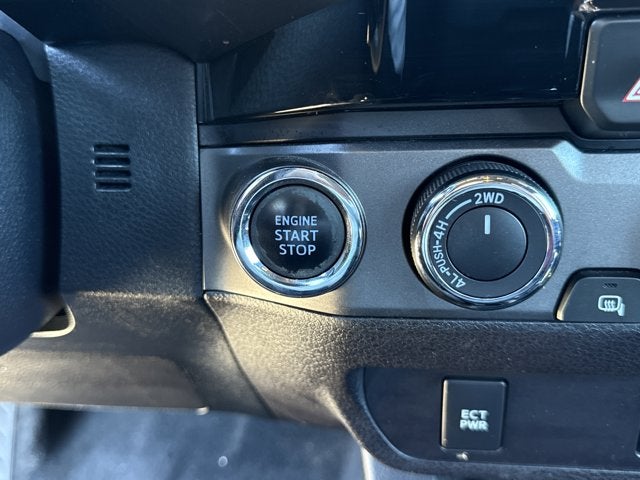 ENGINE
START
STOP
2WD
4L-PUSH-4H
ECT
PWR